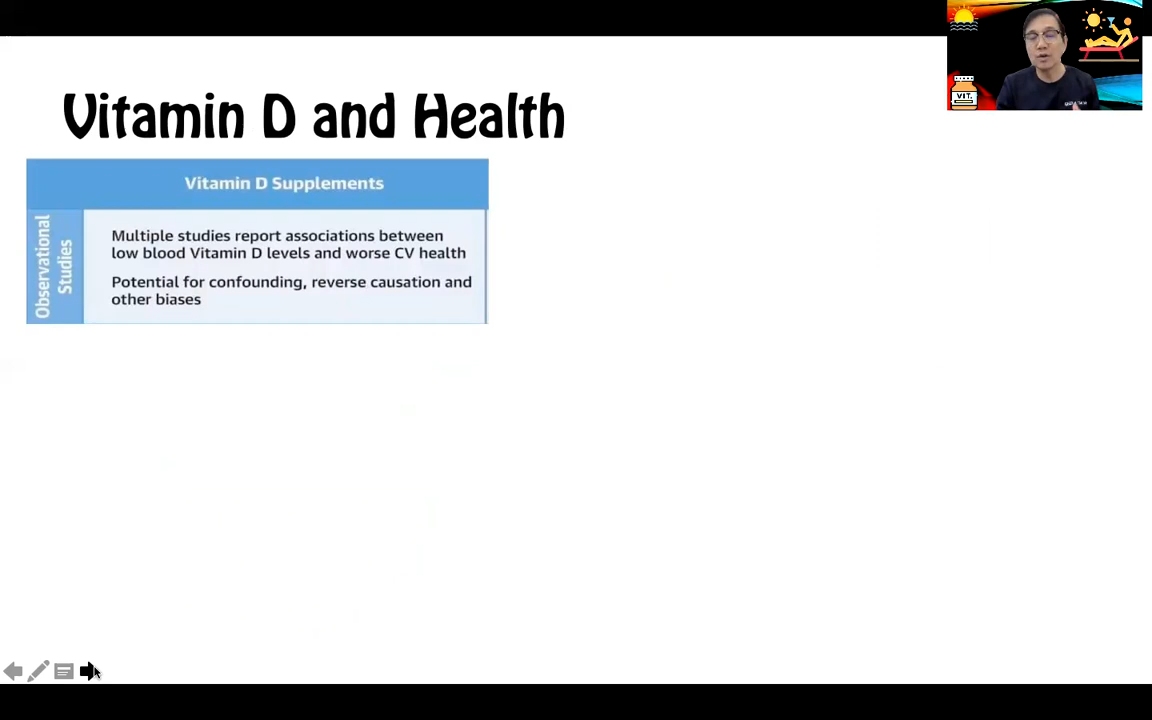 Vitamin D and Health
Vitamin D Supplements
Observational
Studies
Multiple studies report associations between
low blood Vitamin D levels and worse CV health
Potential for confounding, reverse causation and
other biases
VIT.